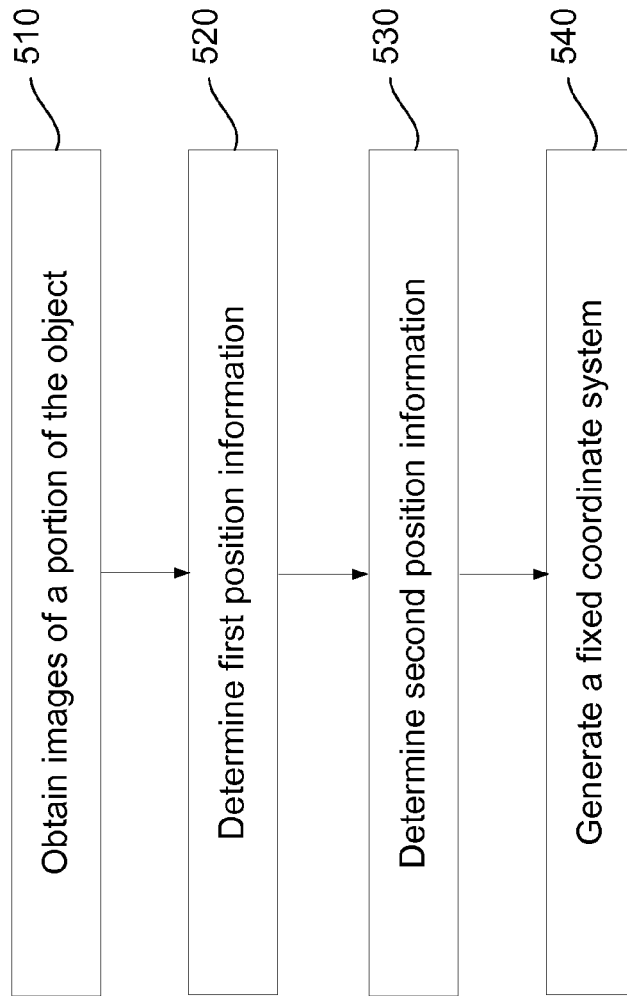 510
Obtain images of a portion of the object
520
Determine first position information
530
Determine second position information
540
Generate a fixed coordinate system